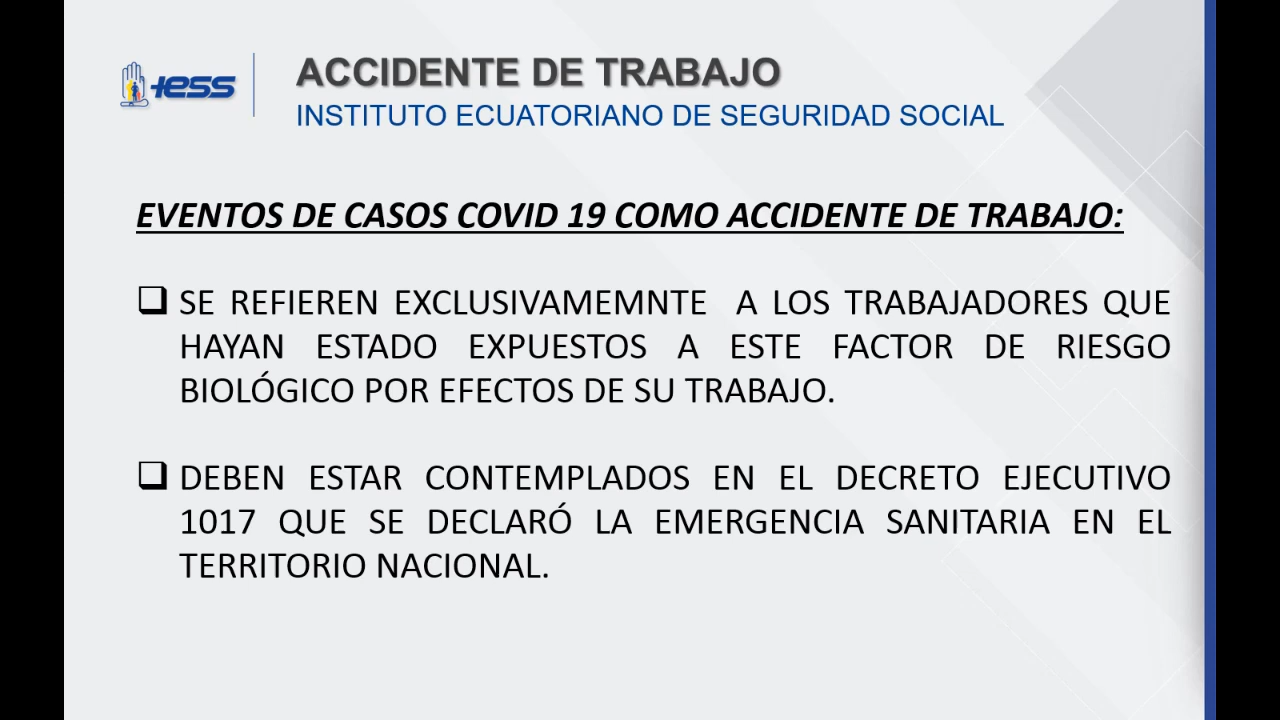 iess
ACCIDENTE DE TRABAJO
INSTITUTO ECUATORIANO DE SEGURIDAD SOCIAL
EVENTOS DE CASOS COVID 19 COMO ACCIDENTE DE TRABAJO:
SE REFIEREN EXCLUSIVAMEMNTE A LOS TRABAJADORES QUE
HAYAN ESTADO EXPUESTOS A ESTE FACTOR DE RIESGO
BIOLÓGICO POR EFECTOS DE SU TRABAJO.
DEBEN ESTAR CONTEMPLADOS EN EL DECRETO EJECUTIVO
1017 QUE SE DECLARÓ LA EMERGENCIA SANITARIA EN EL
TERRITORIO NACIONAL.